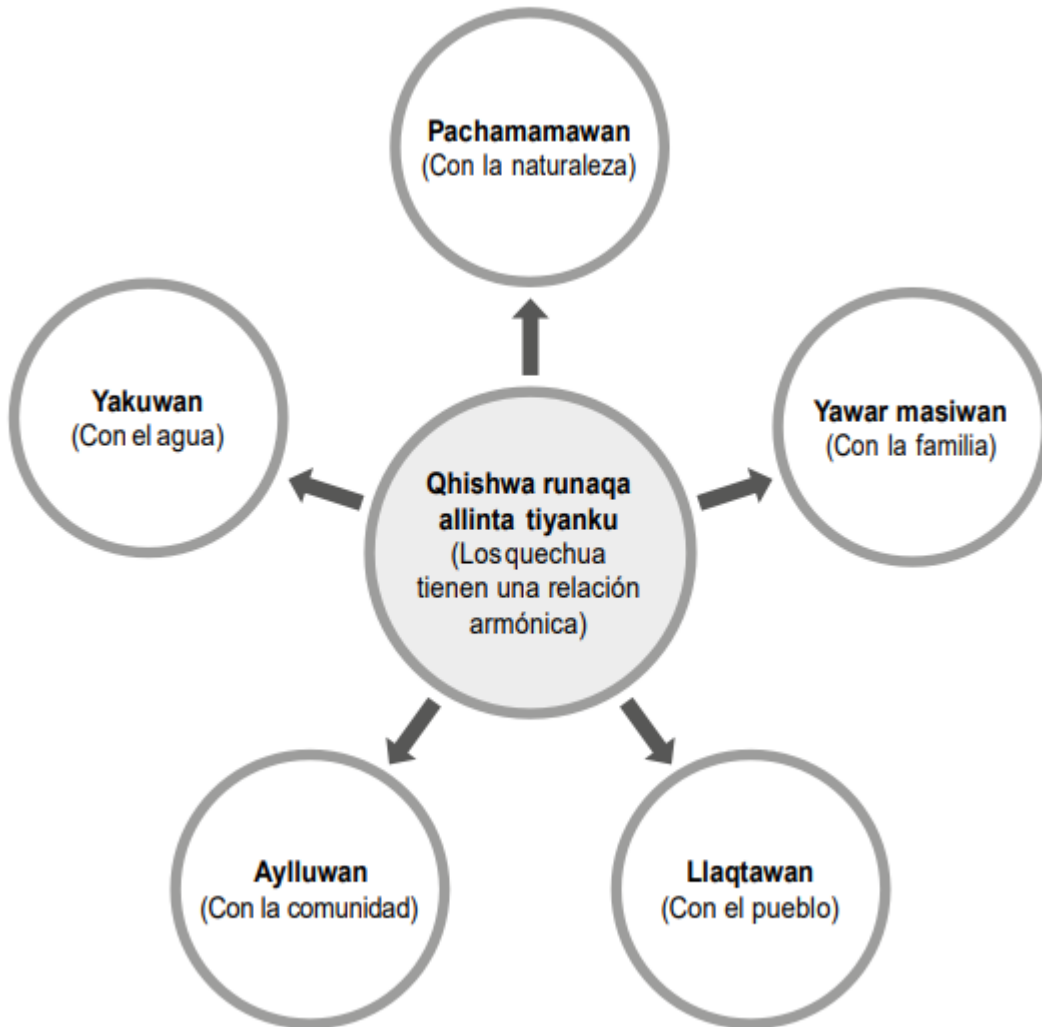 Pachamamawan
(Con la naturaleza)
Yakuwan
(Con el agua)
Yawar masiwan
(Con la familia)
Qhishwa runaqa
allinta tiyanku
(Los quechua
tienen una relación
armónica)
Aylluwan
(Con la comunidad)
Llaqtawan
(Con el pueblo)